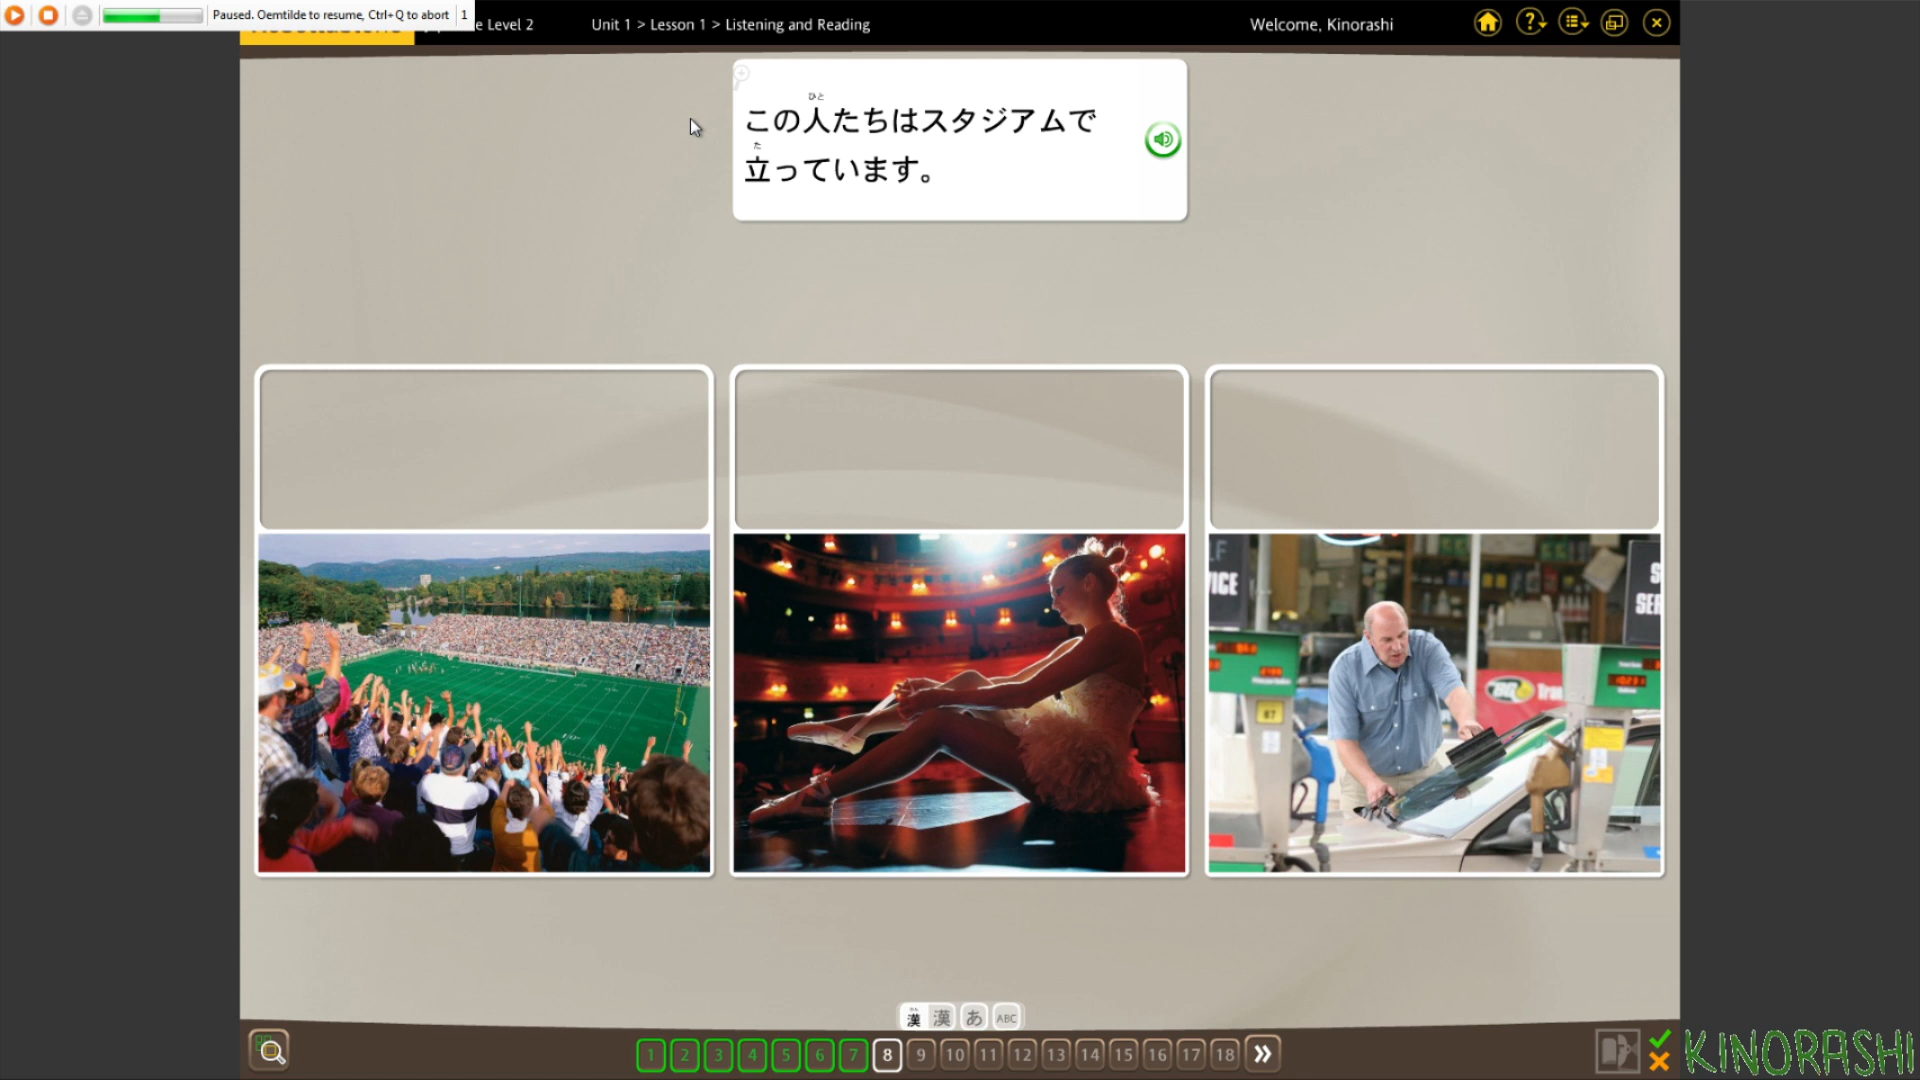 Paused. Oemtilde to resume, Ctrl+Q to abort 1
e Level 2
Unit 1 > Lesson 1 > Listening and Reading
Welcome, Kinorashi
ひと
この人たちはスタジアムで
た
立っています。
VICE
SER
87
漢 漢 あ ABC
1 2 3 4 5 6 7 8 9 10 11 12 13 14 15 16 17 18
KINORASHI